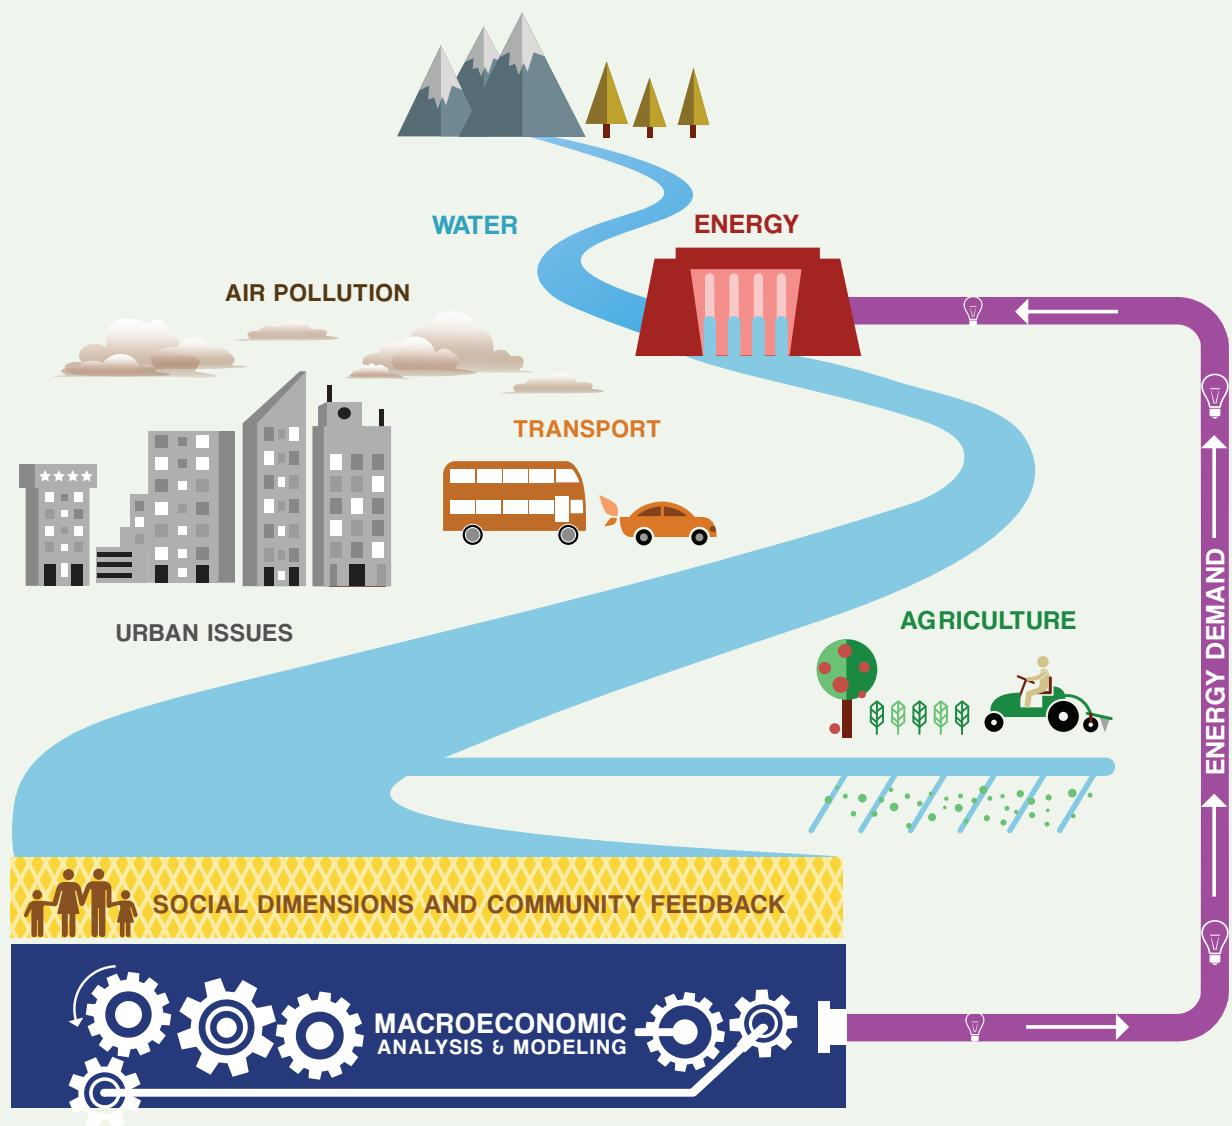 WATER
ENERGY
AIR POLLUTION
TRANSPORT
URBAN ISSUES
AGRICULTURE
ENERGY DEMAND
SOCIAL DIMENSIONS AND COMMUNITY FEEDBACK
MACROECONOMIC
ANALYSIS & MODELING